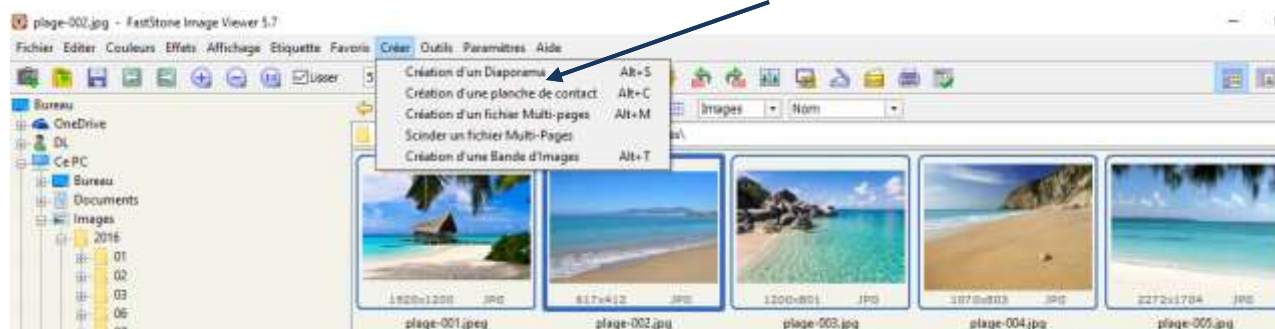 plage-002.jpg - FastStone Image Viewer 5.7
Fichier Editer Couleurs Effets Affichage Etiquette Favoris Créer Outils Paramètres Aide
Lisser 5
Création d'un Diaporama Alt+S
Création d'une planche de contact Alt+C
Création d'un fichier Multi-pages Alt+M
Scinder un fichier Multi-Pages
Création d'une Bande d'Images Alt+T
Images Nom
Bureau
OneDrive
DL
Ce PC
Bureau
Documents
Images
2016
01
02
03
06
1920x1200 JPG
617x412 JPG
1200x801 JPG
1070x803 JPG
2272x1704 JPG
plage-001.jpeg
plage-002.jpg
plage-003.jpg
plage-004.jpg
plage-005.jpg